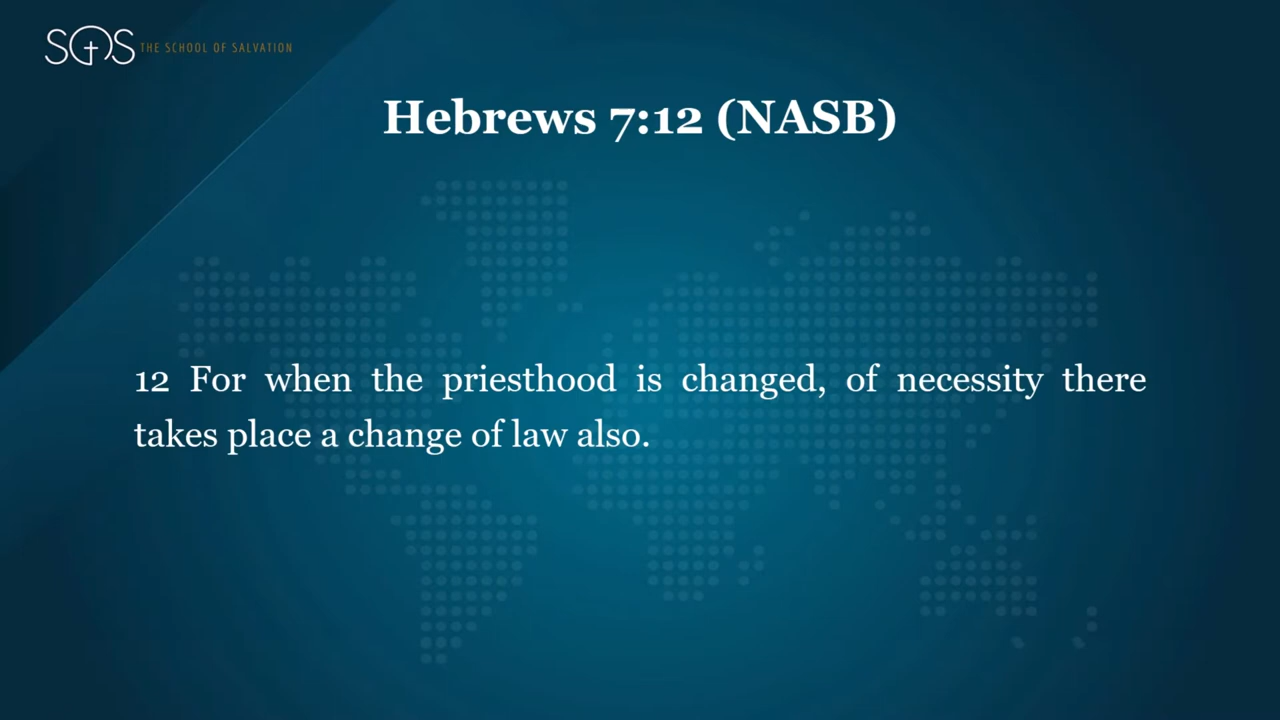 SOS THE SCHOOL OF SALVATION
Hebrews 7:12 (NASB)
12 For when the priesthood is changed, of necessity there
takes place a change of law also.